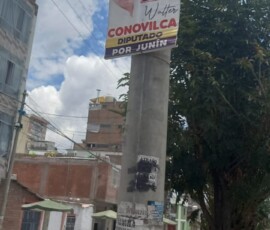 Walter
CONOVILCA
DIPUTADO
POR JUNÍN